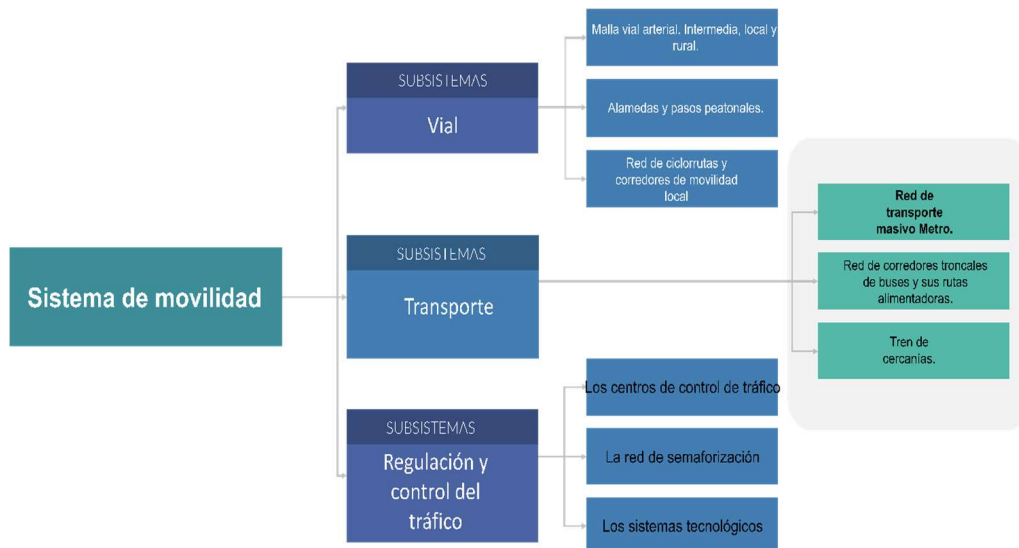 Sistema de movilidad
SUBSISTEMAS
Vial
Malla vial arterial. Intermedia, local y
rural.
Alamedas y pasos peatonales.
Red de ciclorrutas y
corredores de movilidad
local
SUBSISTEMAS
Transporte
Red de
transporte
masivo Metro.
Red de corredores troncales
de buses y sus rutas
alimentadoras.
Tren de
cercanías.
SUBSISTEMAS
Regulación y
control del
tráfico
Los centros de control de tráfico
La red de semaforización
Los sistemas tecnológicos